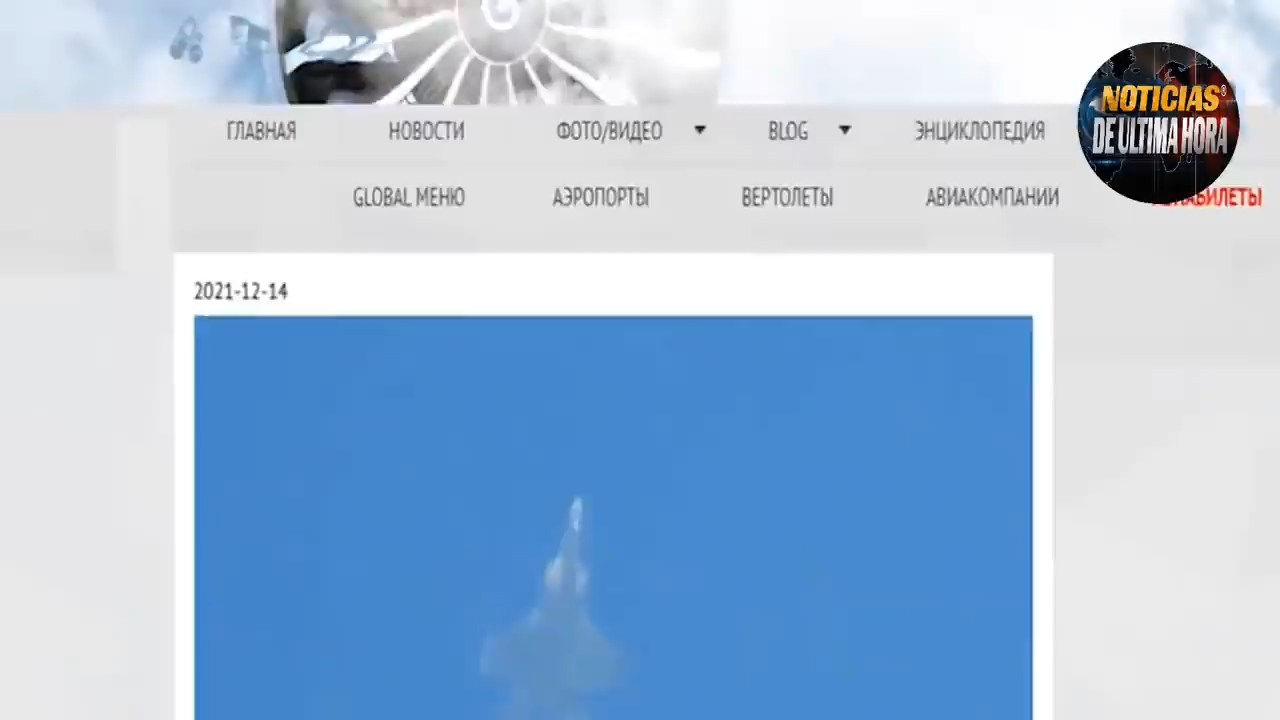 NOTICIAS®
DE ULTIMA HORA
ГЛАВНАЯ НОВОСТИ ФОТО/ВИДЕО BLOG ЭНЦИКЛОПЕДИЯ
GLOBAL МЕНЮ АЭРОПОРТЫ ВЕРТОЛЕТЫ АВИАКОМПАНИИ
2021-12-14